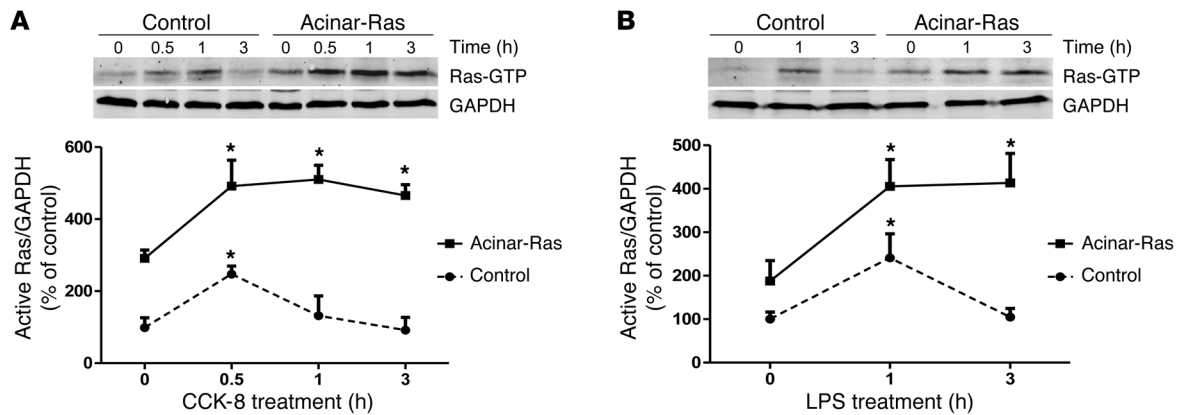 A
Control Acinar-Ras
0 0.5 1 3 0 0.5 1 3 Time (h)
Ras-GTP
GAPDH
Active Ras/GAPDH
(% of control)
600
400
200
0
* * *
*
Acinar-Ras
Control
0 0.5 1 3
CCK-8 treatment (h)
B
Control Acinar-Ras
0 1 3 0 1 3 Time (h)
Ras-GTP
GAPDH
Active Ras/GAPDH
(% of control)
500
400
300
200
100
0
* *
*
Acinar-Ras
Control
0 1 3
LPS treatment (h)